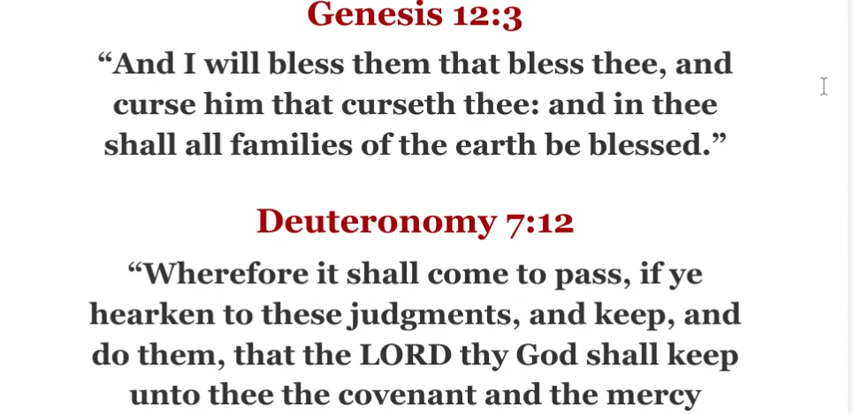 Genesis 12:3
“And I will bless them that bless thee, and
curse him that curseth thee: and in thee
shall all families of the earth be blessed.”
Deuteronomy 7:12
“Wherefore it shall come to pass, if ye
hearken to these judgments, and keep, and
do them, that the LORD thy God shall keep
unto thee the covenant and the mercy